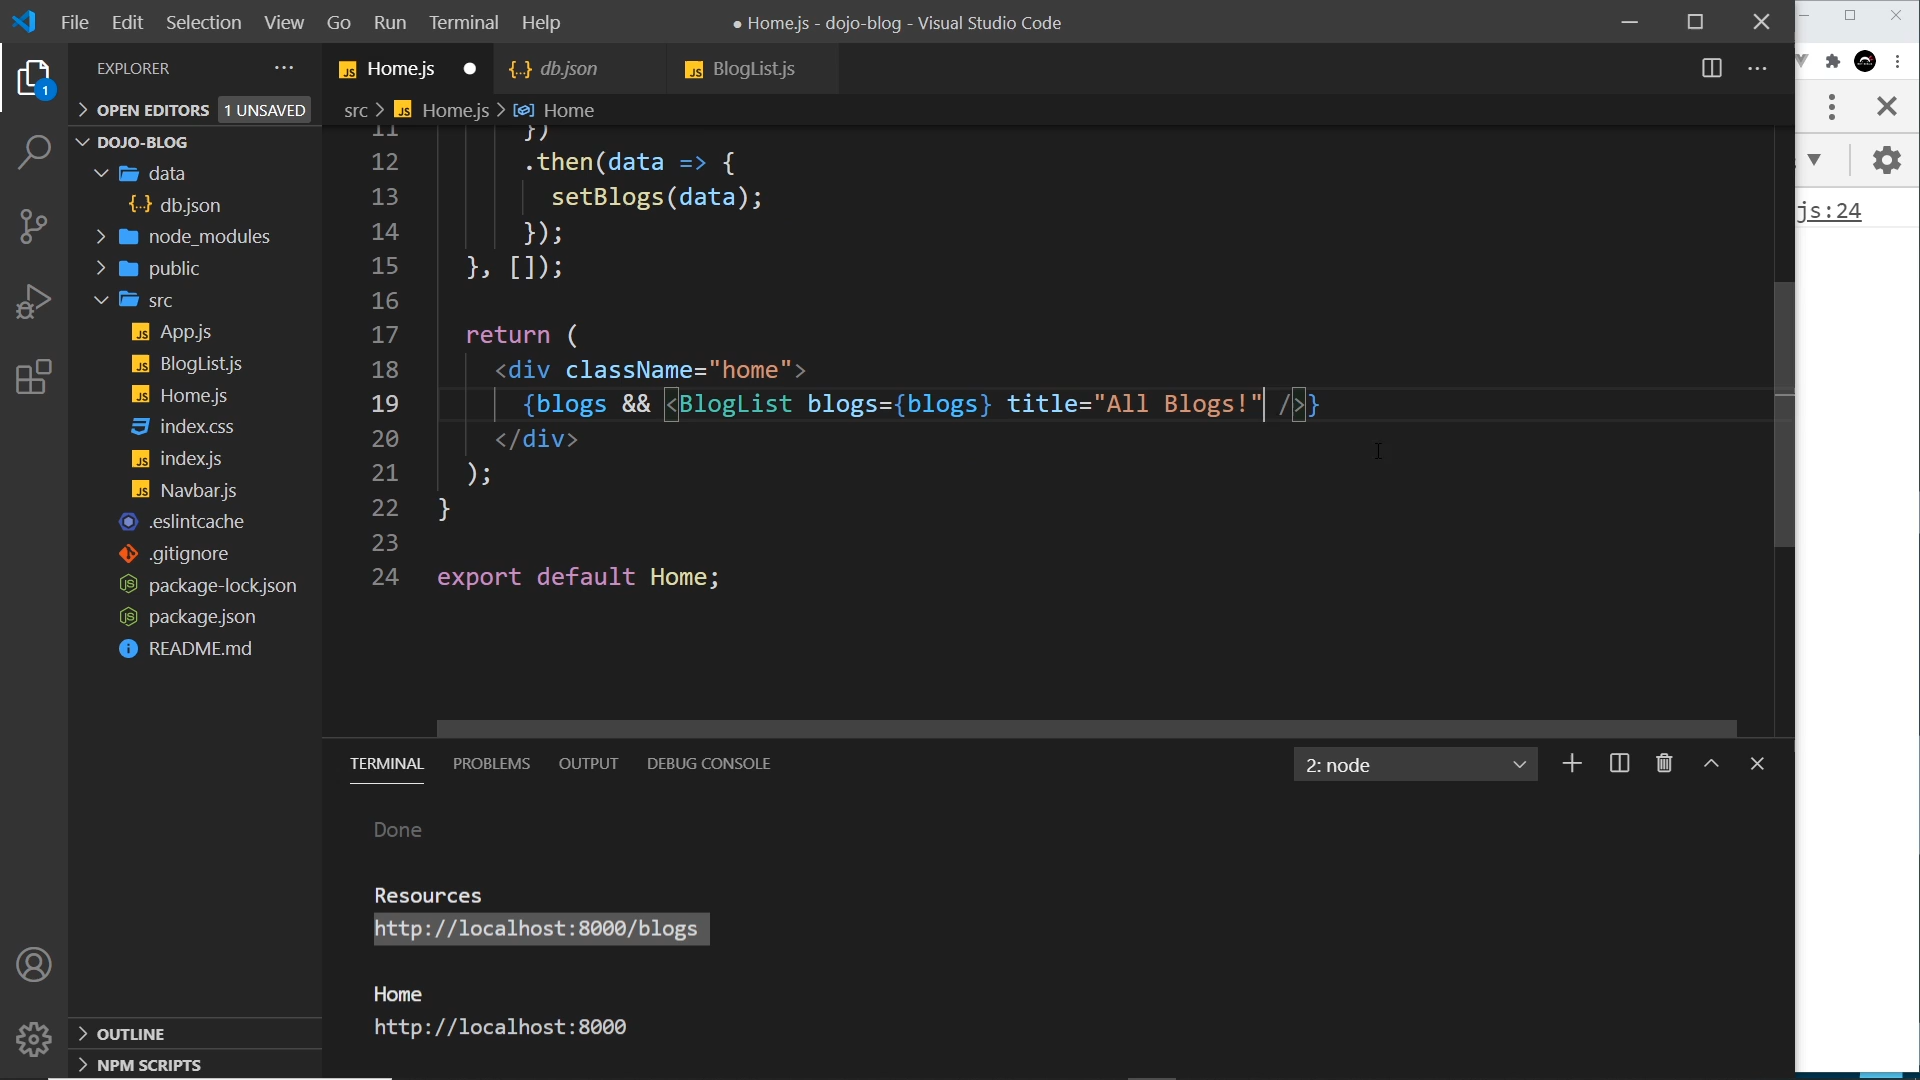 File Edit Selection View Go Run Terminal Help
● Home.js - dojo-blog - Visual Studio Code
EXPLORER
OPEN EDITORS 1 UNSAVED
DOJO-BLOG
data
db.json
node_modules
public
src
App.js
BlogList.js
Home.js
index.css
index.js
Navbar.js
.eslintcache
.gitignore
package-lock.json
package.json
README.md
OUTLINE
NPM SCRIPTS
1
Home.js ● db.json BlogList.js
src > Home.js > Home
11 })
12 .then(data => {
13 setBlogs(data);
14 });
15 }, []);
16
17 return (
18 <div className="home">
19 {blogs && <BlogList blogs={blogs} title="All Blogs!" />}
20 </div>
21 );
22 }
23
24 export default Home;
TERMINAL PROBLEMS OUTPUT DEBUG CONSOLE
2: node
Done
Resources
http://localhost:8000/blogs
Home
http://localhost:8000
js:24